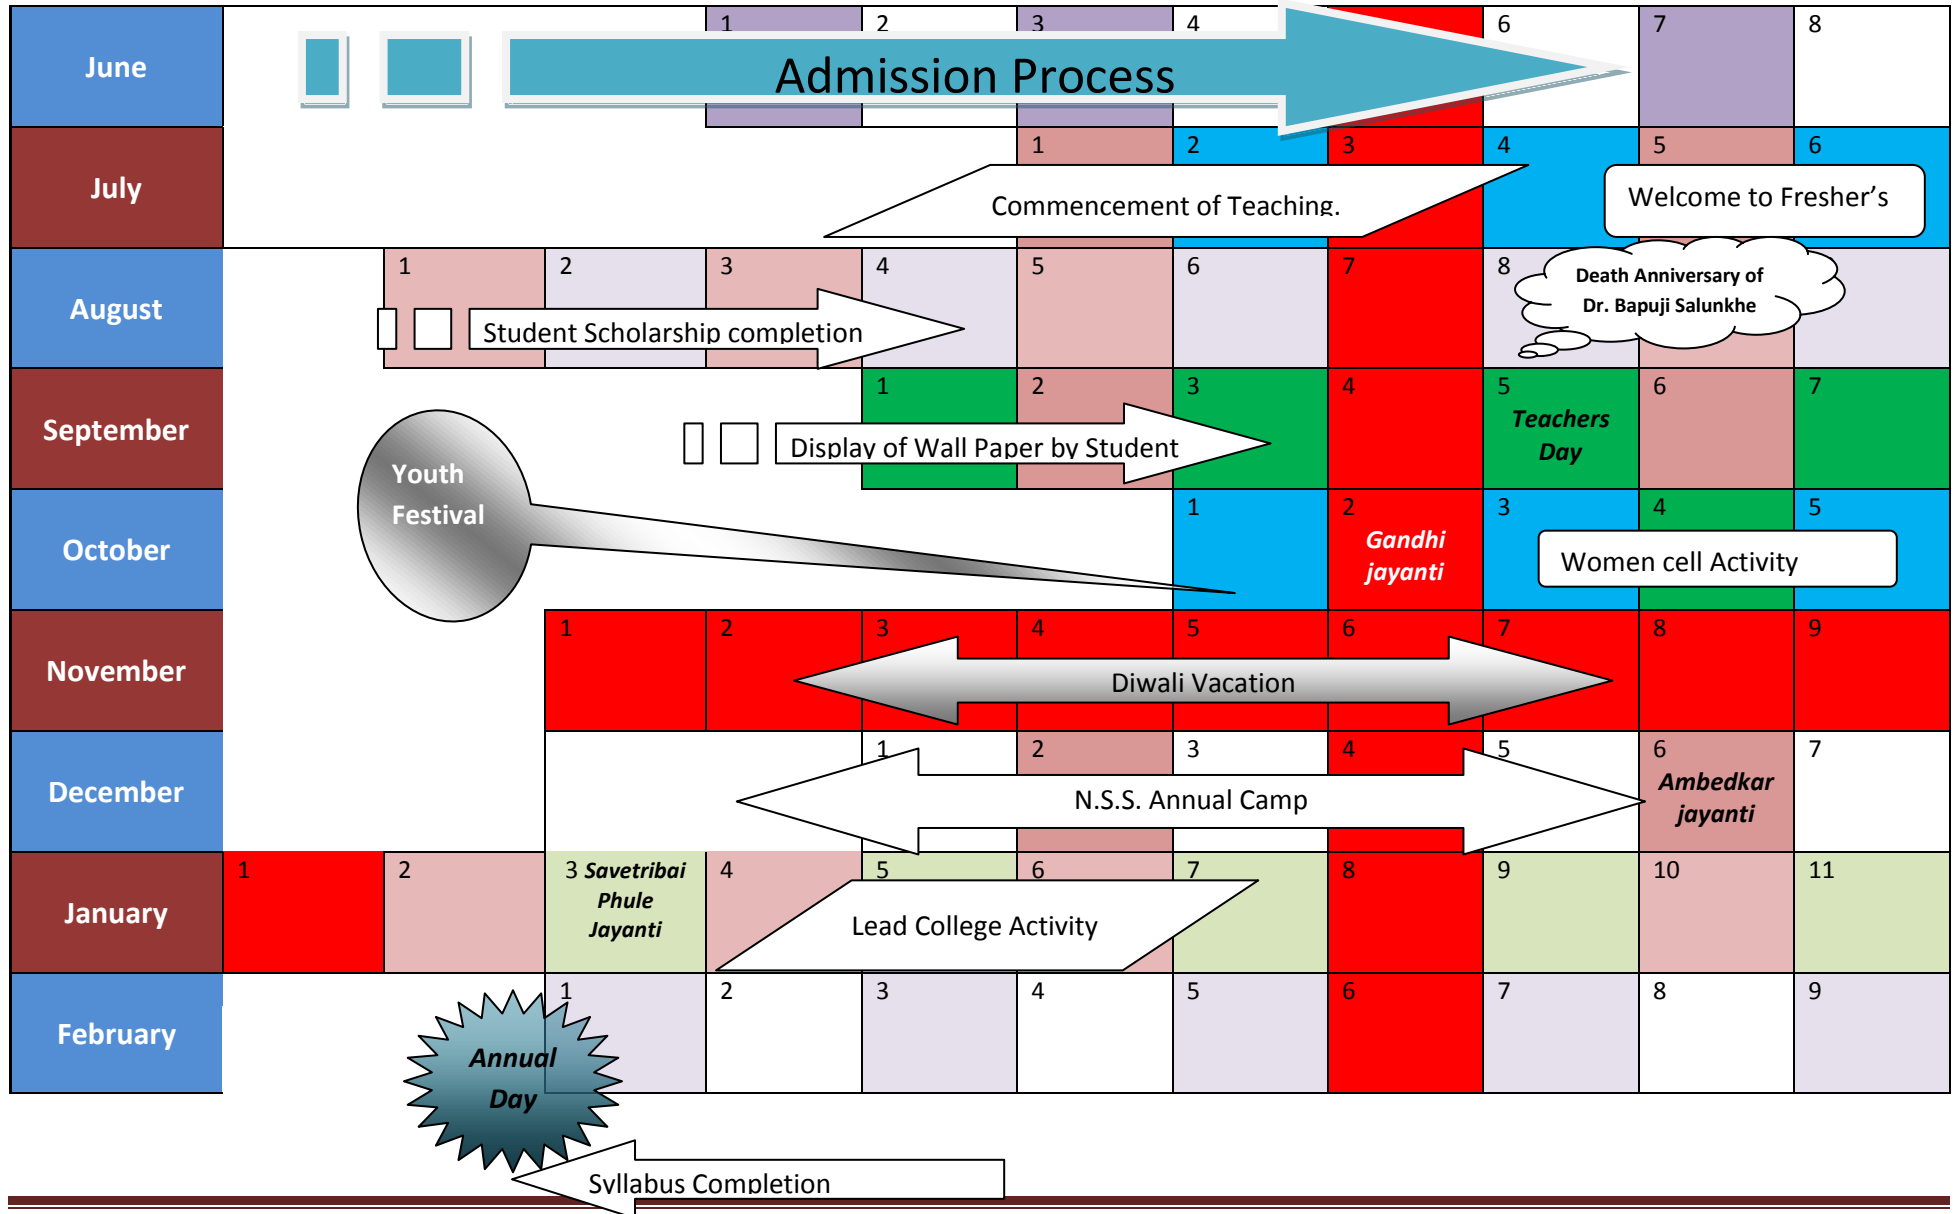 June
1 2 3 4 6 7 8
Admission Process
July
1 2 3 4 5 6
Commencement of Teaching.
Welcome to Fresher’s
August
1 2 3 4 5 6 7 8
Death Anniversary of
Dr. Bapuji Salunkhe
Student Scholarship completion
September
1 2 3 4 5 6 7
Teachers
Day
Display of Wall Paper by Student
Youth
Festival
October
1 2 3 4 5
Gandhi
jayanti
Women cell Activity
November
1 2 3 4 5 6 7 8 9
Diwali Vacation
December
1 2 3 4 5 6 7
Ambedkar
jayanti
N.S.S. Annual Camp
January
1 2 3 Savetribai 4 5 6 7 8 9 10 11
Phule
Jayanti
Lead College Activity
February
1 2 3 4 5 6 7 8 9
Annual
Day
Syllabus Completion